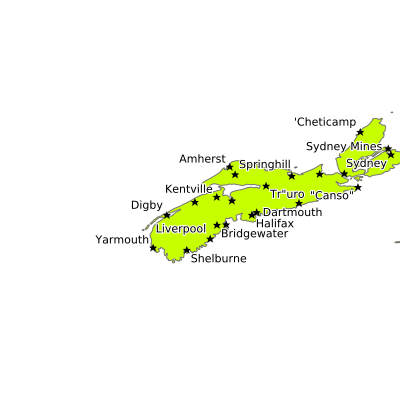 'Cheticamp
Sydney Mines
Amherst
Springhill
Sydney
Kentville
Tr"uro
"Canso"
Digby
Dartmouth
Halifax
Liverpool
Bridgewater
Yarmouth
Shelburne